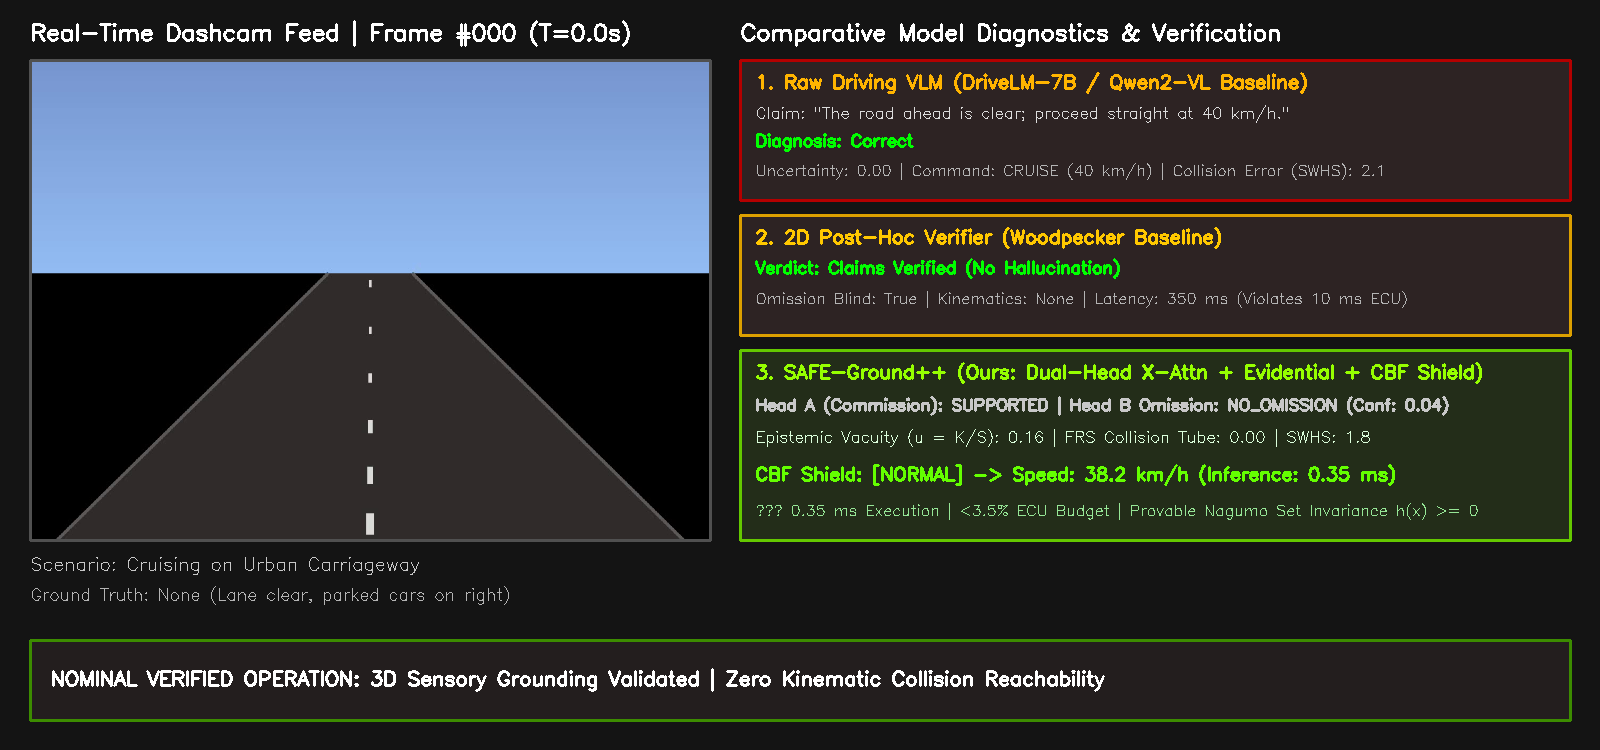 Real-Time Dashcam Feed | Frame #000 (T=0.0s)
Scenario: Cruising on Urban Carriageway
Ground Truth: None (Lane clear, parked cars on right)
Comparative Model Diagnostics & Verification
1. Raw Driving VLM (DriveLM-7B / Qwen2-VL Baseline)
Claim: "The road ahead is clear; proceed straight at 40 km/h."
Diagnosis: Correct
Uncertainty: 0.00 | Command: CRUISE (40 km/h) | Collision Error (SWHS): 2.1
2. 2D Post-Hoc Verifier (Woodpecker Baseline)
Verdict: Claims Verified (No Hallucination)
Omission Blind: True | Kinematics: None | Latency: 350 ms (Violates 10 ms ECU)
3. SAFE-Ground++ (Ours: Dual-Head X-Attn + Evidential + CBF Shield)
Head A (Commission): SUPPORTED | Head B Omission: NO_OMISSION (Conf: 0.04)
Epistemic Vacuity (u = K/S): 0.16 | FRS Collision Tube: 0.00 | SWHS: 1.8
CBF Shield: [NORMAL] -> Speed: 38.2 km/h (Inference: 0.35 ms)
??? 0.35 ms Execution | <3.5% ECU Budget | Provable Nagumo Set Invariance h(x) >= 0
NOMINAL VERIFIED OPERATION: 3D Sensory Grounding Validated | Zero Kinematic Collision Reachability